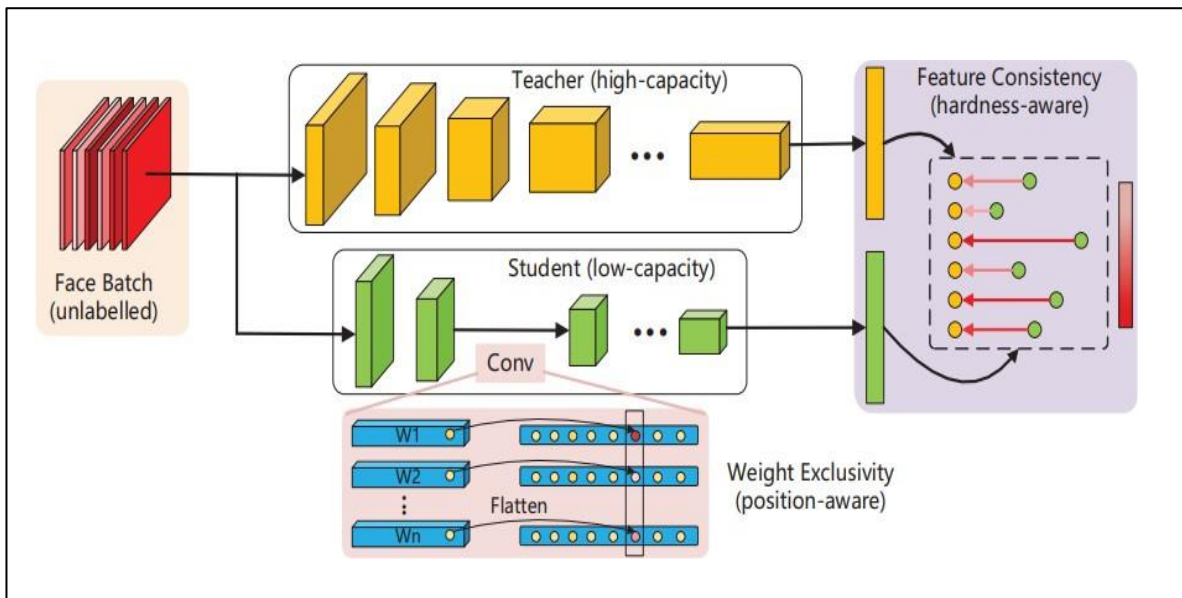 Teacher (high-capacity)
Feature Consistency
(hardness-aware)
Face Batch
(unlabelled)
Student (low-capacity)
Conv
W1
W2
Wn
Flatten
Weight Exclusivity
(position-aware)